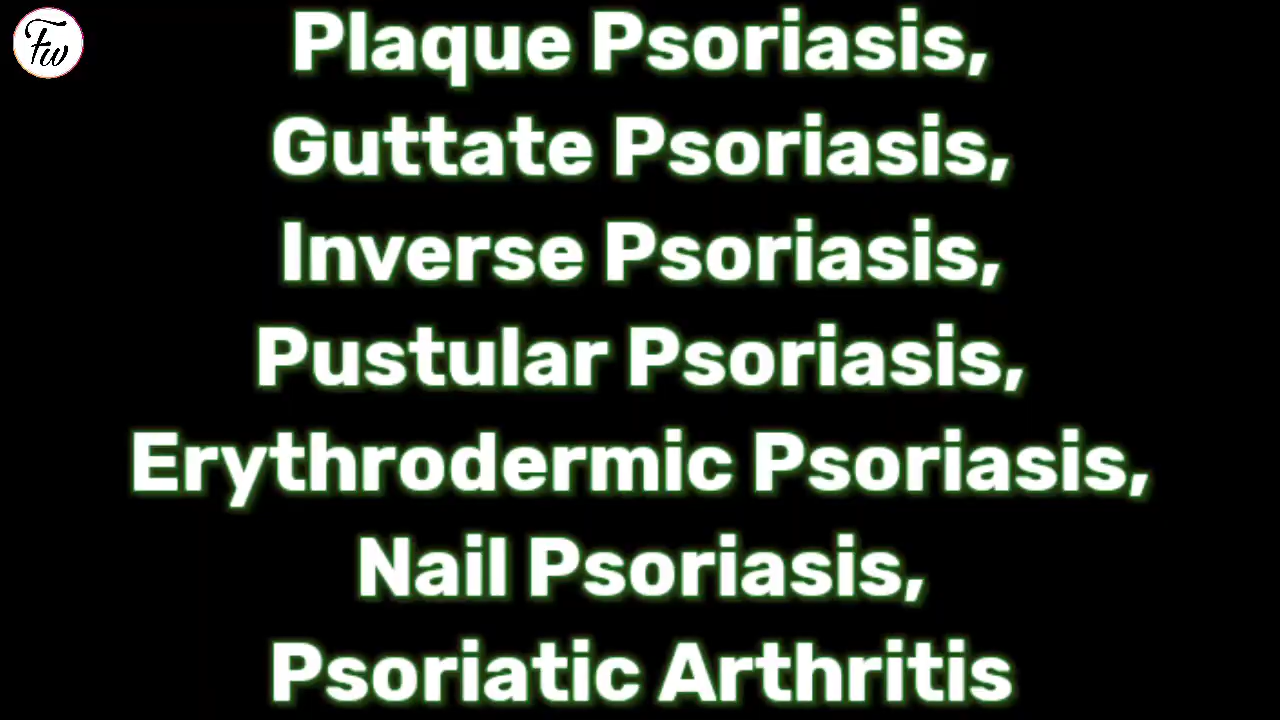 Fw
Plaque Psoriasis,
Guttate Psoriasis,
Inverse Psoriasis,
Pustular Psoriasis,
Erythrodermic Psoriasis,
Nail Psoriasis,
Psoriatic Arthritis